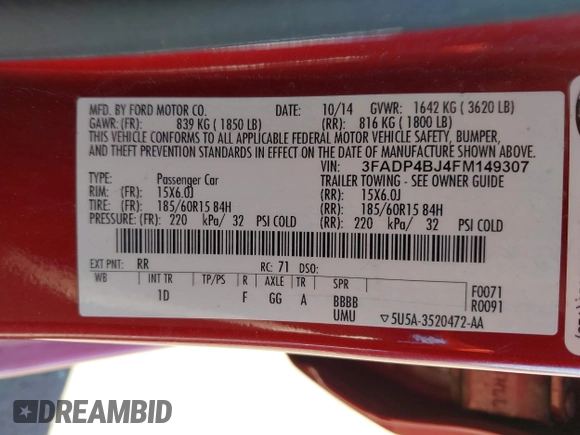 MFD. BY FORD MOTOR CO. DATE: 10/14 GVWR: 1642 KG ( 3620 LB)
GAWR: (FR): 839 KG ( 1850 LB) (RR): 816 KG ( 1800 LB)
THIS VEHICLE CONFORMS TO ALL APPLICABLE FEDERAL MOTOR VEHICLE SAFETY, BUMPER,
AND THEFT PREVENTION STANDARDS IN EFFECT ON THE DATE OF MANUFACTURE SHOWN ABOVE.
VIN: 3FADP4BJ4FM149307
TYPE: Passenger Car TRAILER TOWING - SEE OWNER GUIDE
RIM: (FR): 15X6.0J (RR): 15X6.0J
TIRE: (FR): 185/60R15 84H (RR): 185/60R15 84H
PRESSURE: (FR): 220 kPa/ 32 PSI COLD (RR): 220 kPa/ 32 PSI COLD
EXT PNT: RR RC: 71 DSO:
WB INT TR TP/PS R AXLE TR SPR F0071
1D F GG A BBBB R0091
UMU ▽5U5A-3520472-AA
DREAMBID